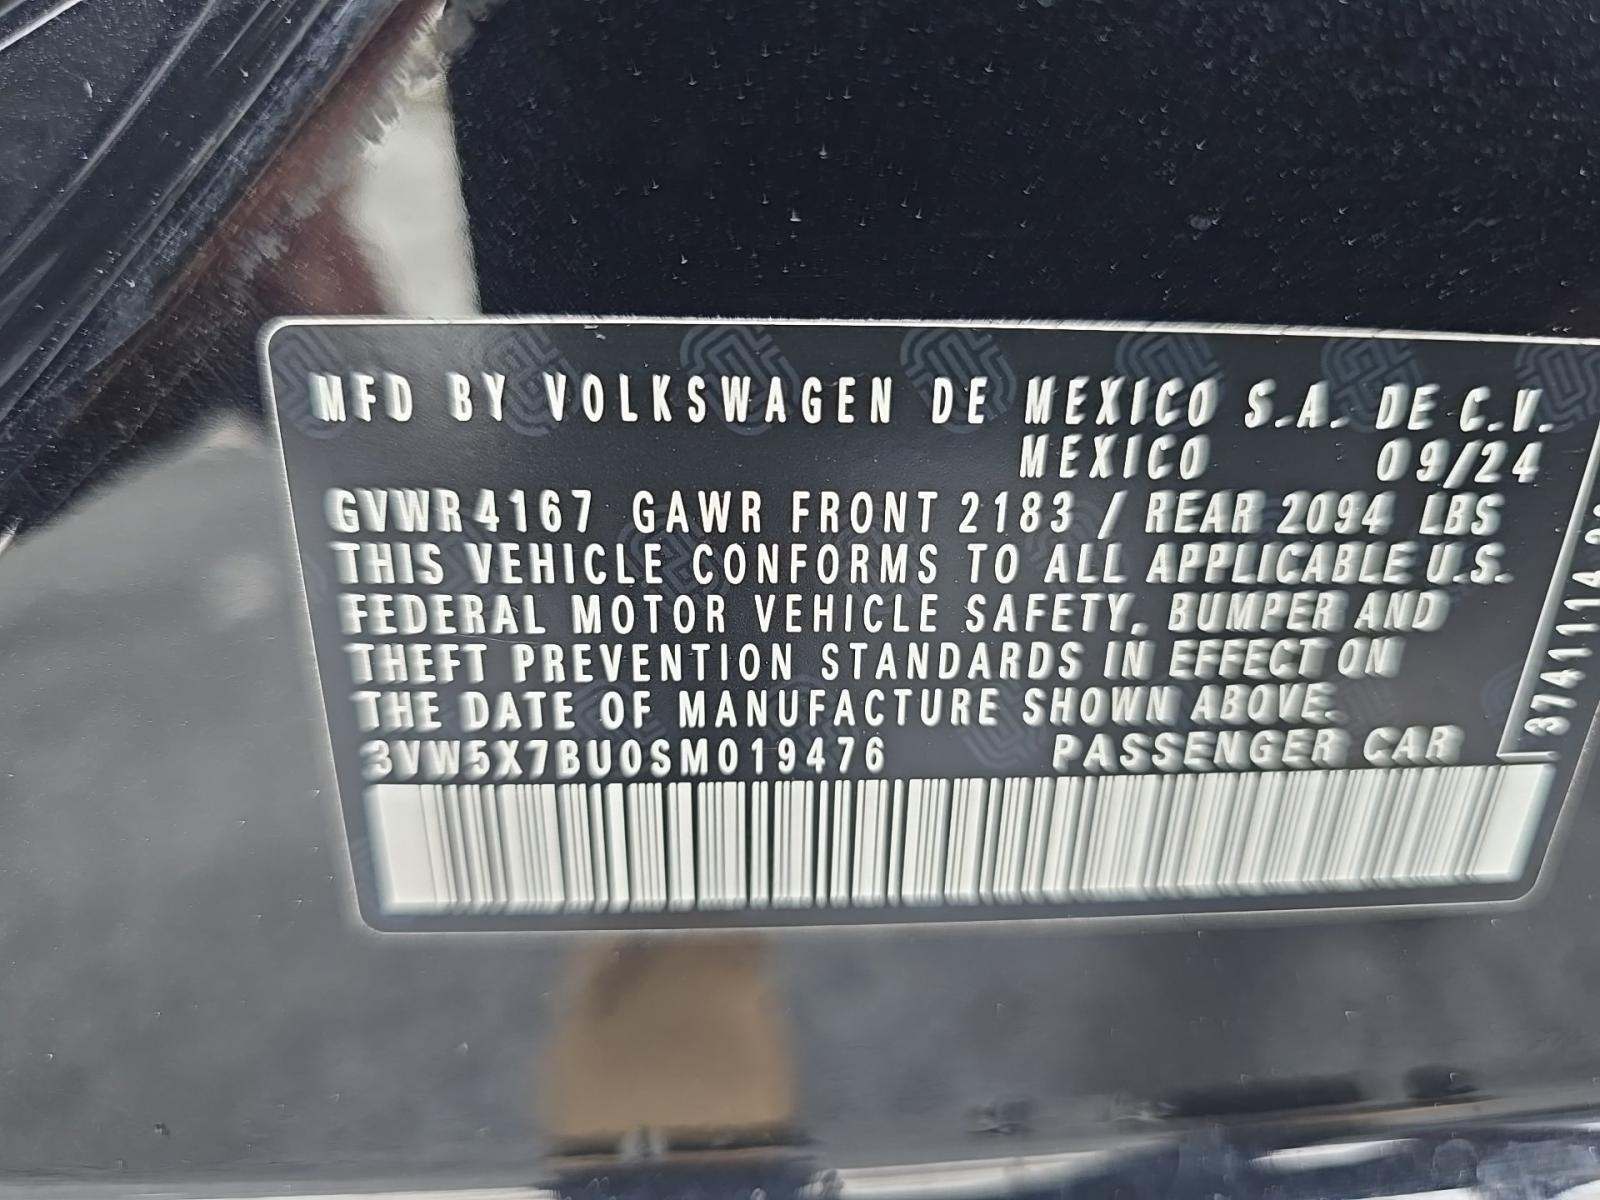 MFD BY VOLKSWAGEN DE MEXICO S.A. DE C.V.
MEXICO 09/24
GVWR 4167 GAWR FRONT 2183 / REAR 2094 LBS
THIS VEHICLE CONFORMS TO ALL APPLICABLE U.S.
FEDERAL MOTOR VEHICLE SAFETY, BUMPER AND
THEFT PREVENTION STANDARDS IN EFFECT ON
THE DATE OF MANUFACTURE SHOWN ABOVE.
3VW5X7BU0SM019476 PASSENGER CAR